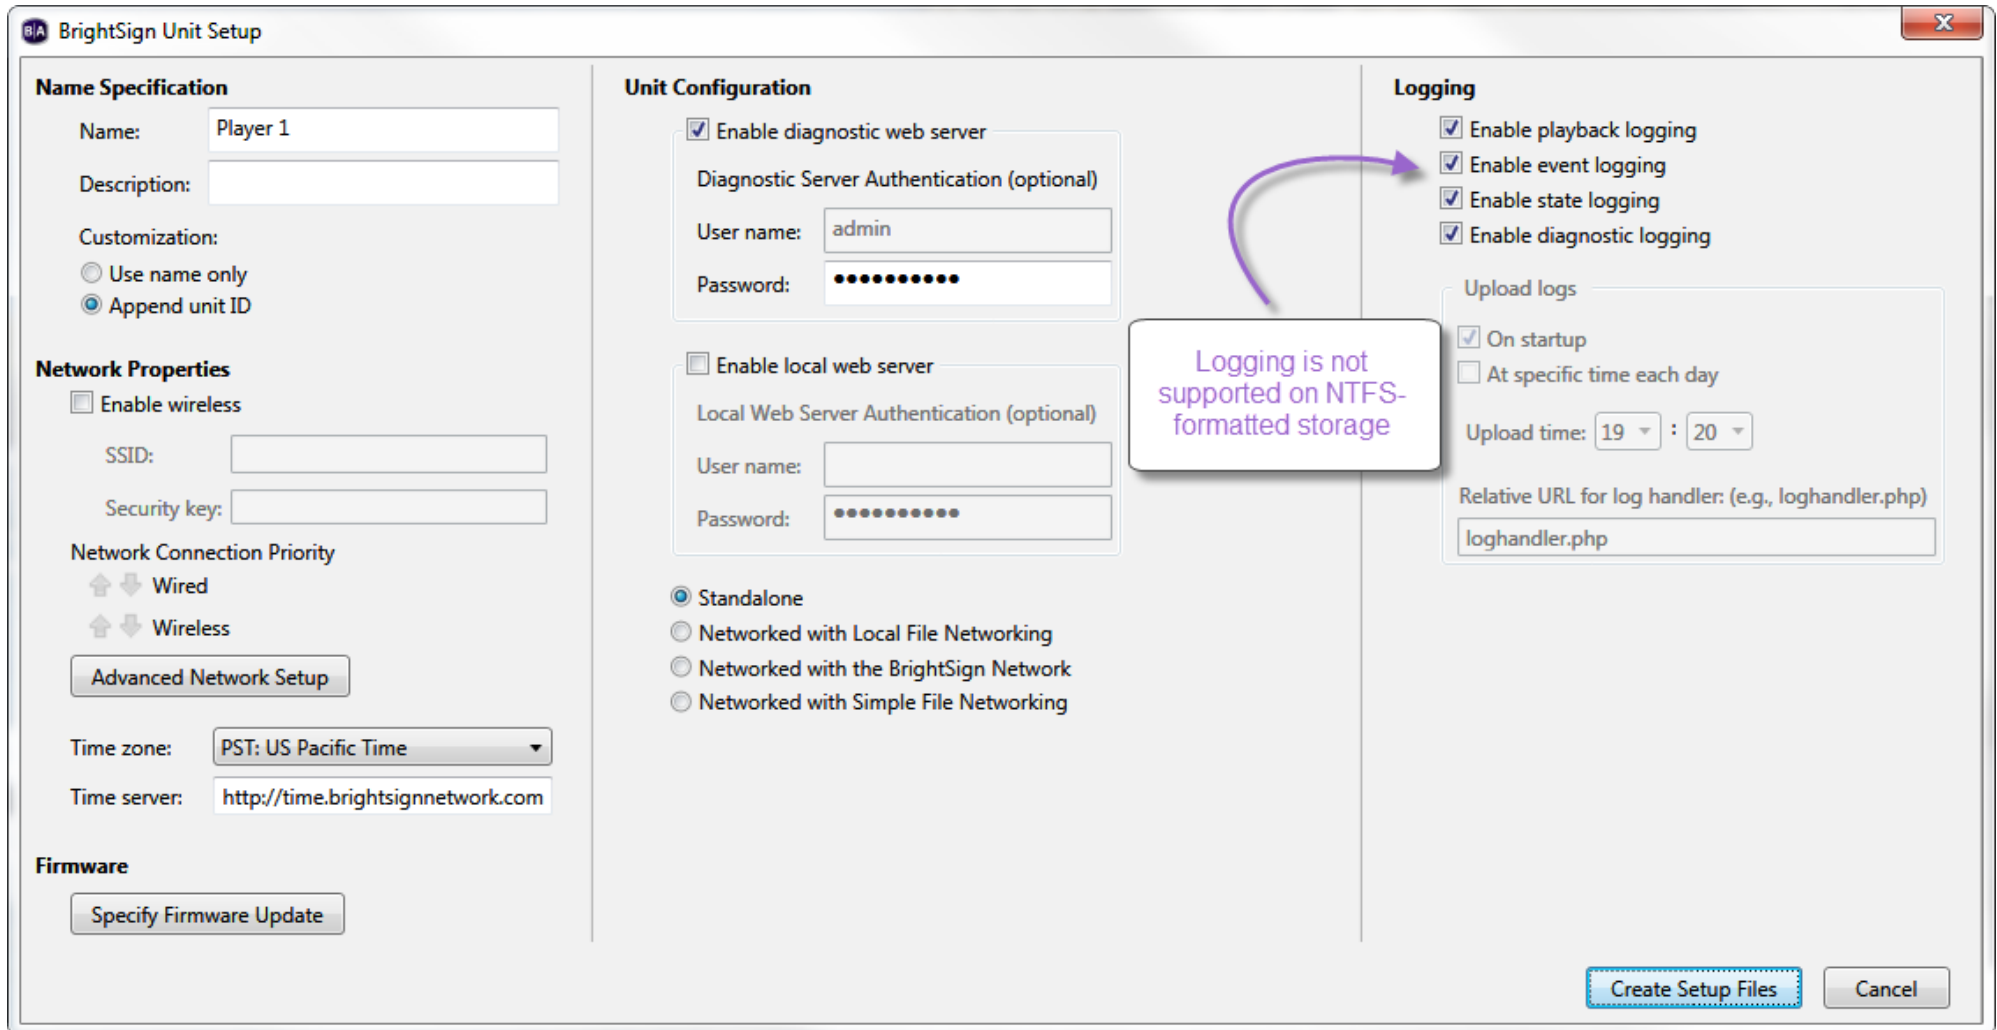 BA BrightSign Unit Setup
X
Name Specification
Name: Player 1
Description:
Customization:
Use name only
Append unit ID
Network Properties
Enable wireless
SSID:
Security key:
Network Connection Priority
Wired
Wireless
Advanced Network Setup
Time zone: PST: US Pacific Time
Time server: http://time.brightsignnetwork.com
Firmware
Specify Firmware Update
Unit Configuration
Enable diagnostic web server
Diagnostic Server Authentication (optional)
User name: admin
Password: ••••••••••
Enable local web server
Local Web Server Authentication (optional)
User name:
Password: ••••••••••
Standalone
Networked with Local File Networking
Networked with the BrightSign Network
Networked with Simple File Networking
Logging is not
supported on NTFS-
formatted storage
Logging
Enable playback logging
Enable event logging
Enable state logging
Enable diagnostic logging
Upload logs
On startup
At specific time each day
Upload time: 19 : 20
Relative URL for log handler: (e.g., loghandler.php)
loghandler.php
Create Setup Files Cancel